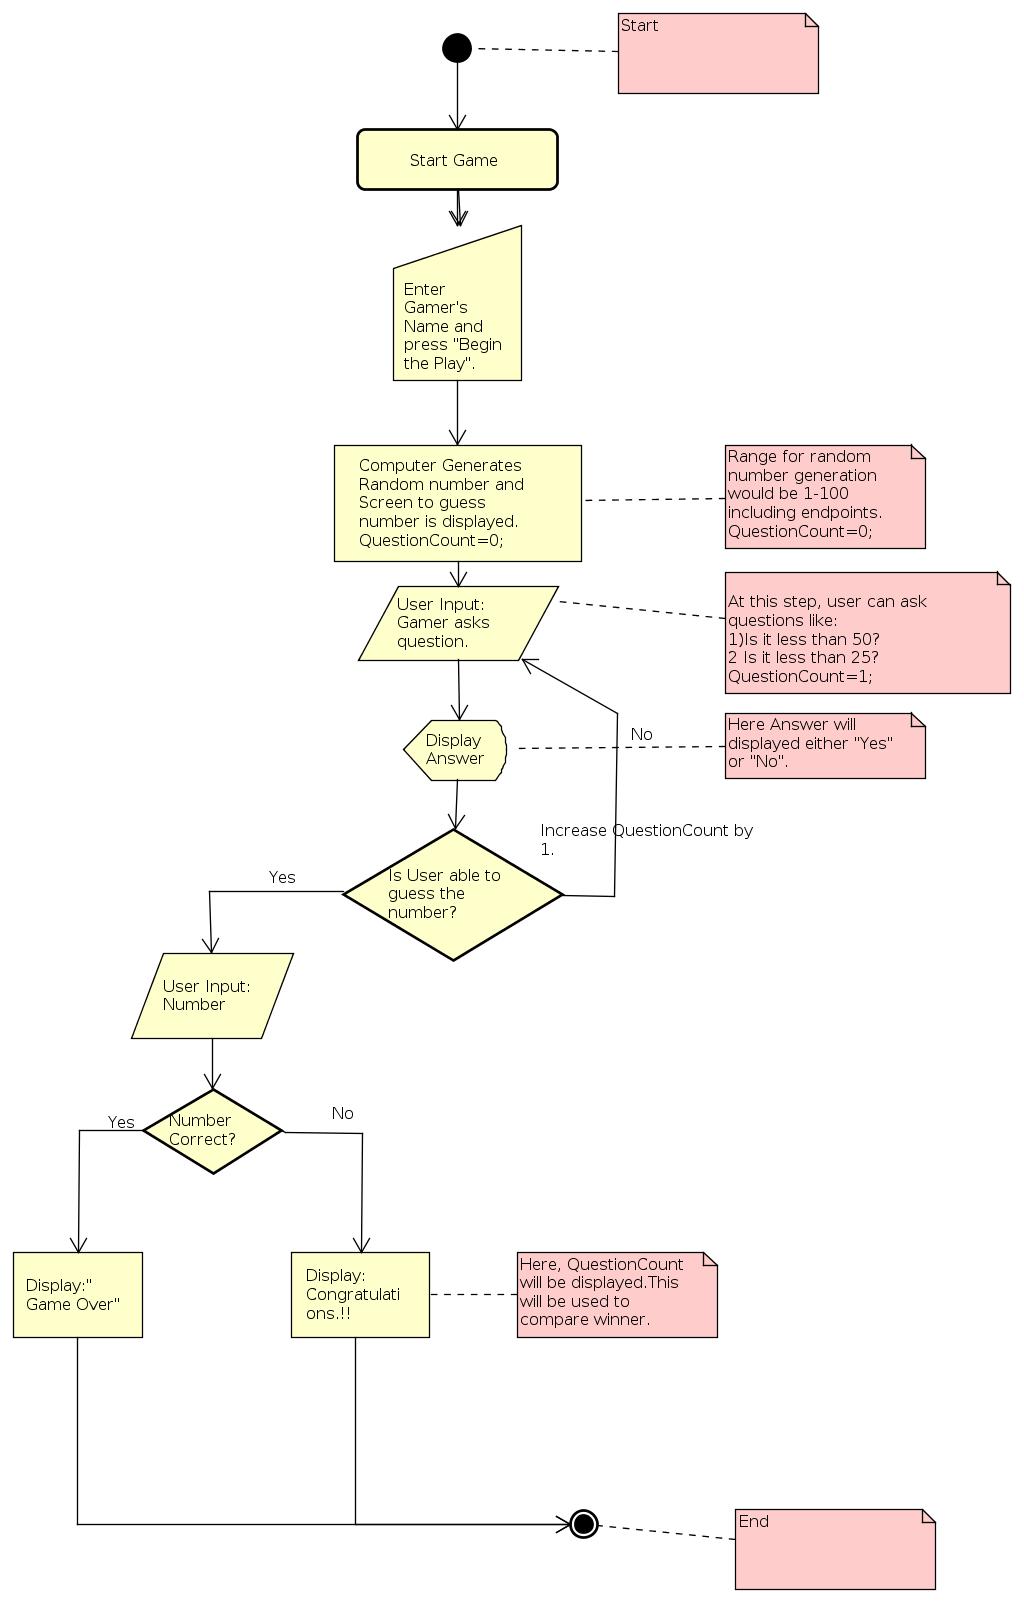 Start
Start Game
Enter
Gamer's
Name and
press "Begin
the Play".
Computer Generates
Random number and
Screen to guess
number is displayed.
QuestionCount=0;
Range for random
number generation
would be 1-100
including endpoints.
QuestionCount=0;
User Input:
Gamer asks
question.
At this step, user can ask
questions like:
1)Is it less than 50?
2 Is it less than 25?
QuestionCount=1;
Display
Answer
No
Here Answer will
displayed either "Yes"
or "No".
Increase QuestionCount by
1.
Is User able to
guess the
number?
Yes
User Input:
Number
Number
Correct?
Yes
No
Display:"
Game Over"
Display:
Congratulati
ons.!!
Here, QuestionCount
will be displayed.This
will be used to
compare winner.
End